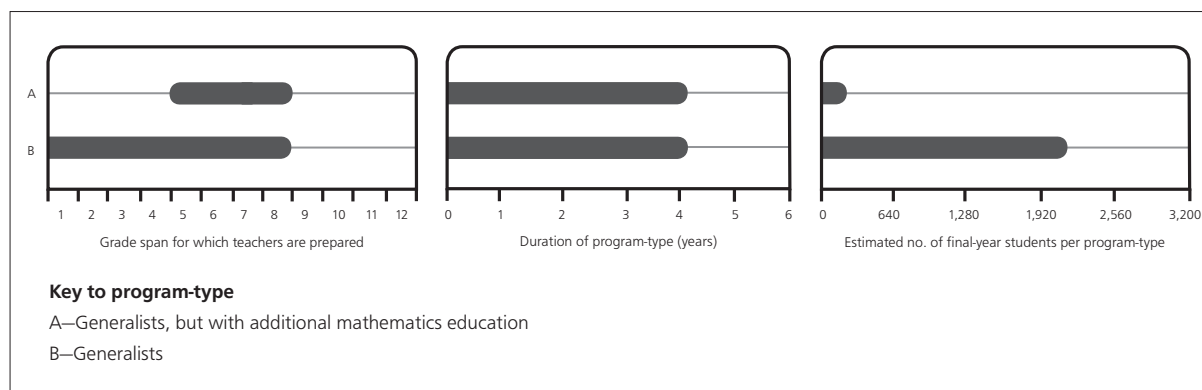 A
B
1 2 3 4 5 6 7 8 9 10 11 12
0 1 2 3 4 5 6
0 640 1,280 1,920 2,560 3,200
Grade span for which teachers are prepared
Duration of program-type (years)
Estimated no. of final-year students per program-type
Key to program-type
A—Generalists, but with additional mathematics education
B—Generalists